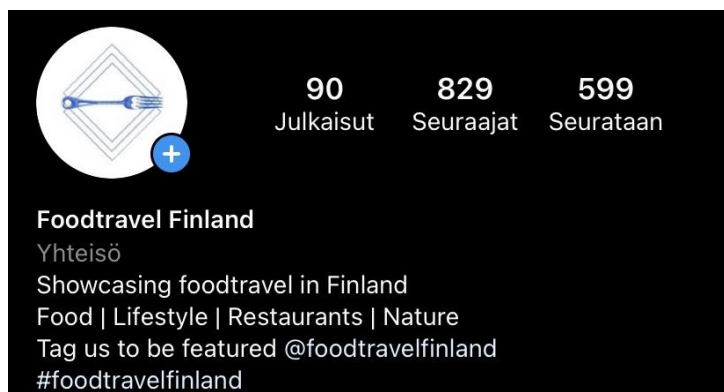 90 829 599
Julkaisut Seuraajat Seurataan
Foodtravel Finland
Yhteisö
Showcasing foodtravel in Finland
Food | Lifestyle | Restaurants | Nature
Tag us to be featured @foodtravelfinland
#foodtravelfinland